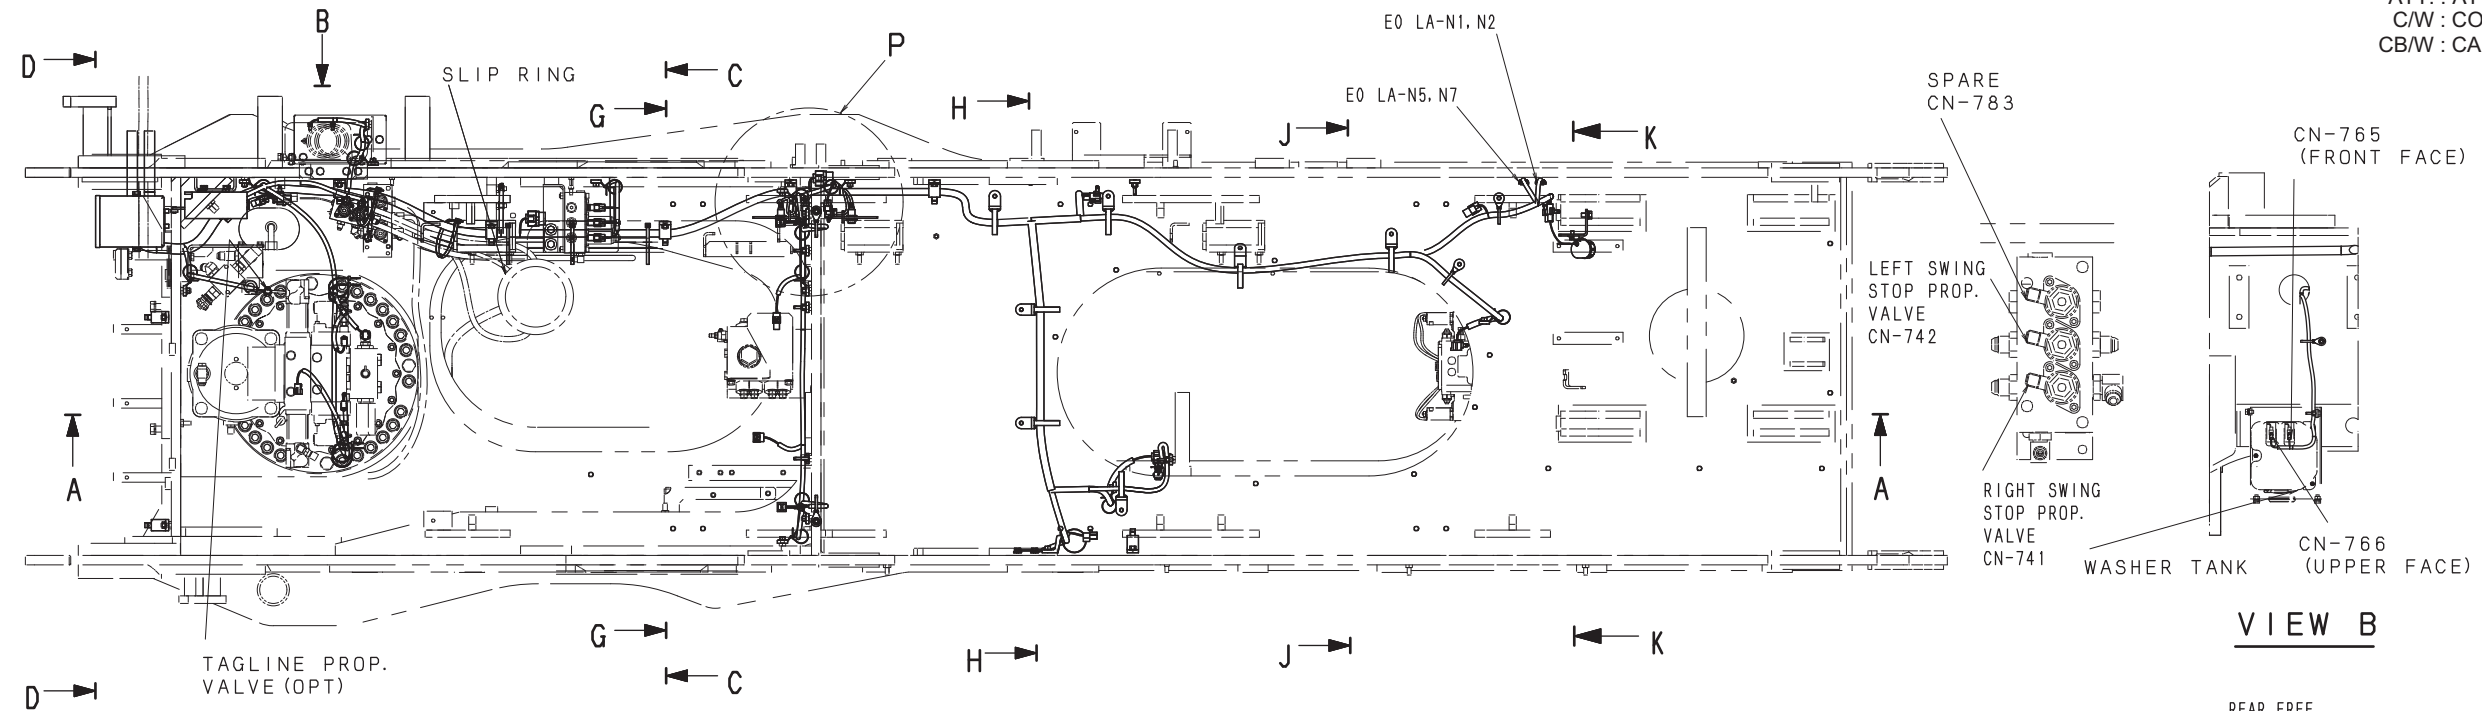 B
D
SLIP RING
C
G
P
H
E0 LA-N1, N2
E0 LA-N5, N7
J
K
C/W : CO
CB/W : CA
SPARE
CN-783
CN-765
(FRONT FACE)
LEFT SWING
STOP PROP.
VALVE
CN-742
A
A
RIGHT SWING
STOP PROP.
VALVE
CN-741
WASHER TANK
CN-766
(UPPER FACE)
VIEW B
TAGLINE PROP.
VALVE (OPT)
G
C
H
J
K
D
REAR FREE